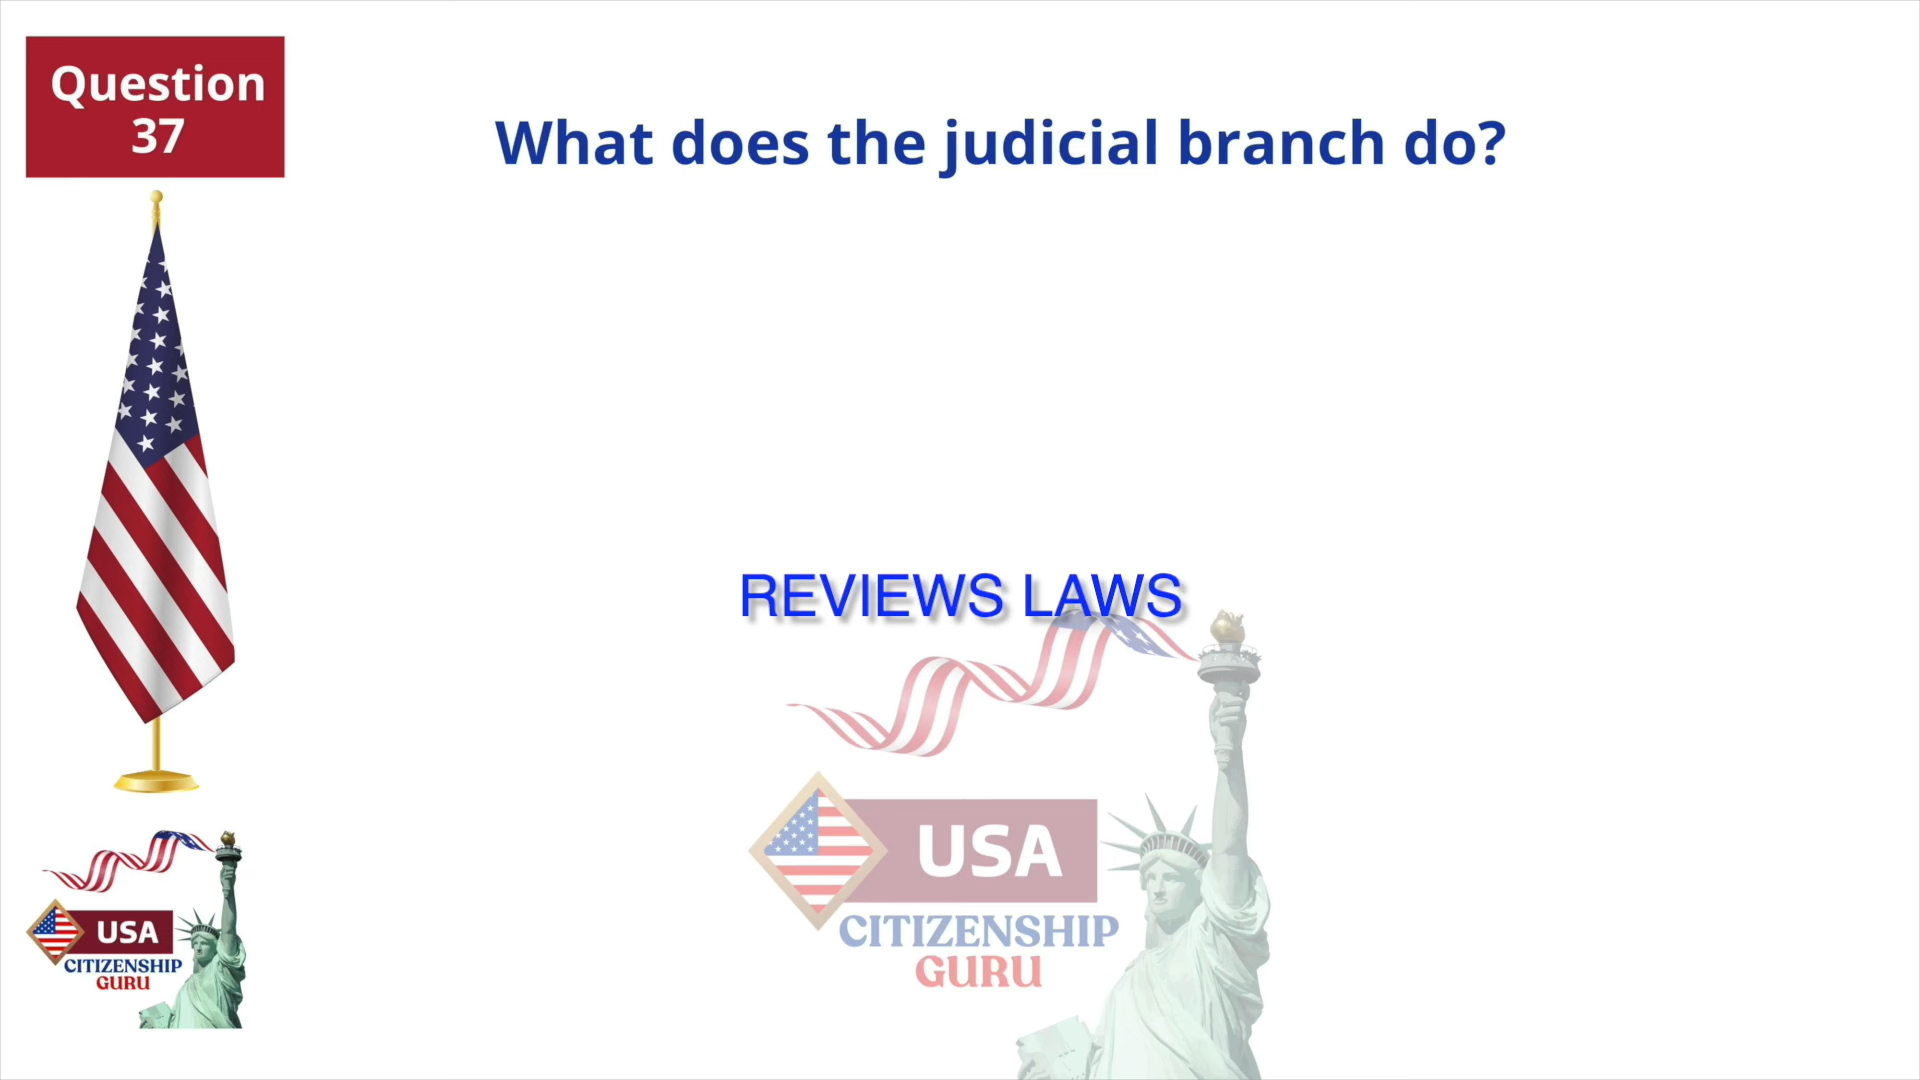 Question
37
What does the judicial branch do?
REVIEWS LAWS
USA
CITIZENSHIP
GURU
USA
CITIZENSHIP
GURU